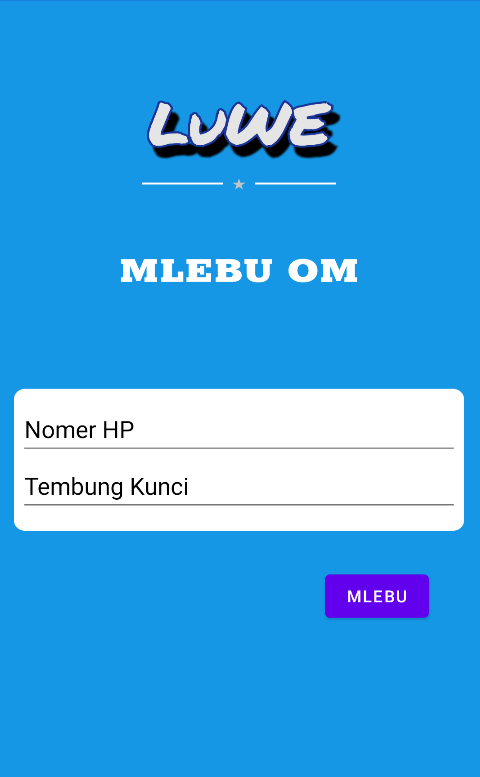 LUWE
MLEBU OM
Nomer HP
Tembung Kunci
MLEBU